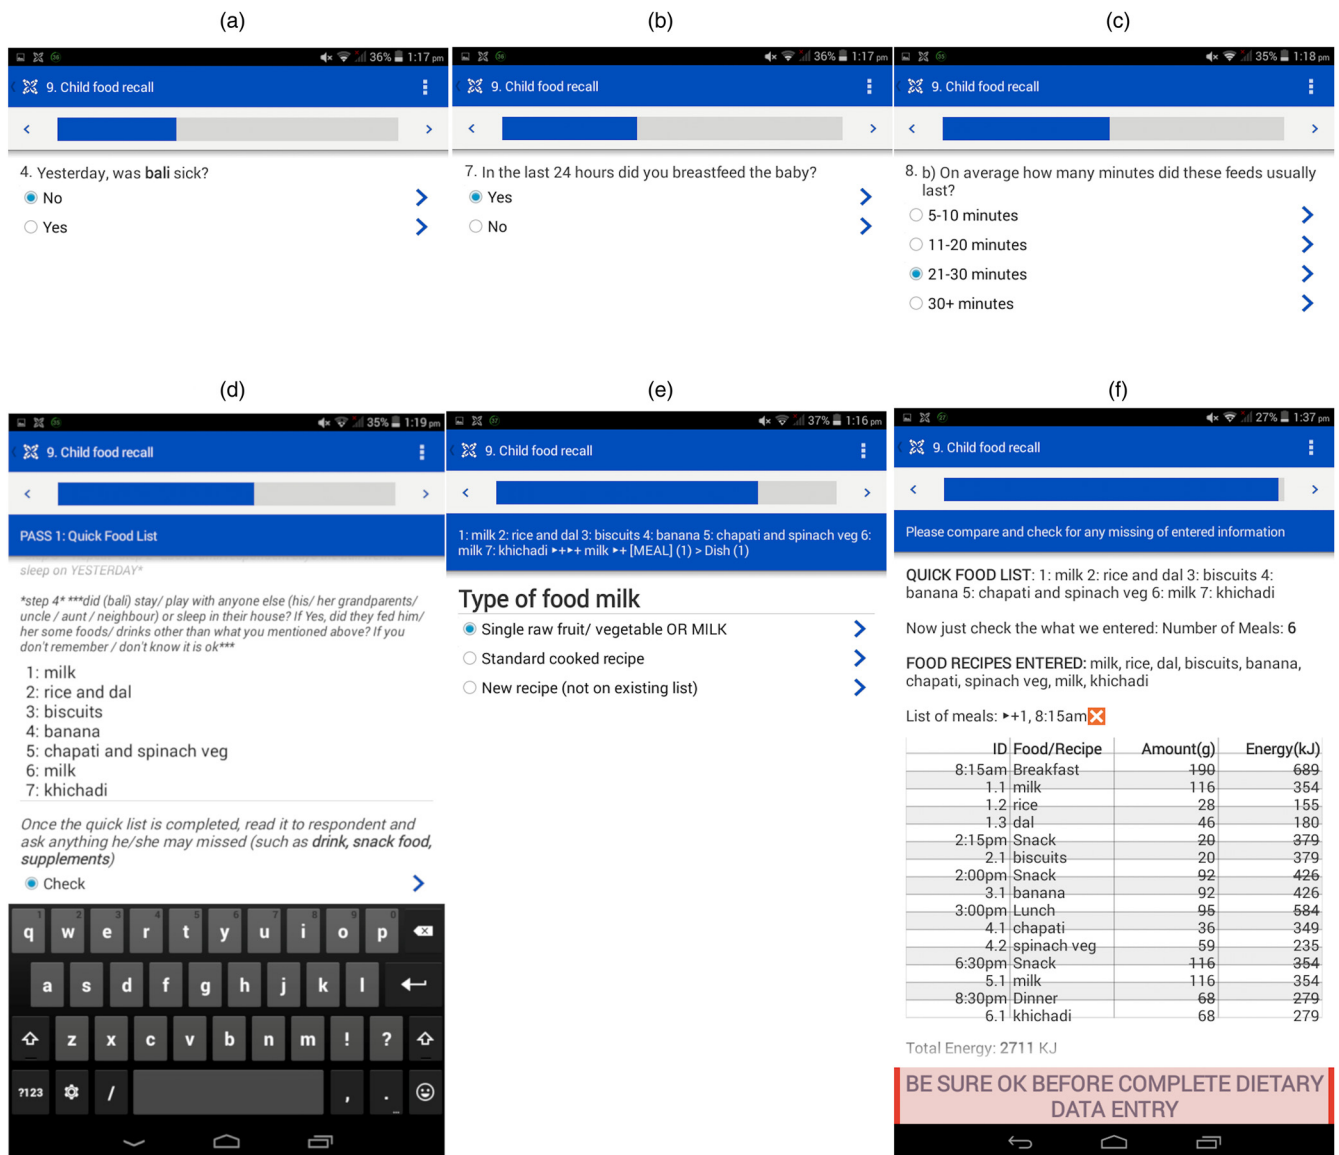 (a)
36% 1:17 pm
9. Child food recall
4. Yesterday, was bali sick?
No
Yes
(b)
36% 1:17 pm
9. Child food recall
7. In the last 24 hours did you breastfeed the baby?
Yes
No
(c)
35% 1:18 pm
9. Child food recall
8. b) On average how many minutes did these feeds usually
last?
5-10 minutes
11-20 minutes
21-30 minutes
30+ minutes
(d)
35% 1:19 pm
9. Child food recall
PASS 1: Quick Food List
sleep on YESTERDAY*
*step 4* ***did (bali) stay/ play with anyone else (his/ her grandparents/
uncle / aunt / neighbour) or sleep in their house? If Yes, did they fed him/
her some foods/ drinks other than what you mentioned above? If you
don't remember / don't know it is ok***
1: milk
2: rice and dal
3: biscuits
4: banana
5: chapati and spinach veg
6: milk
7: khichadi
Once the quick list is completed, read it to respondent and
ask anything he/she may missed (such as drink, snack food,
supplements)
Check
1 2 3 4 5 6 7 8 9 0
q w e r t y u i o p
a s d f g h j k l
z x c v b n m ! ?
?123 / , .
(e)
37% 1:16 pm
9. Child food recall
1: milk 2: rice and dal 3: biscuits 4: banana 5: chapati and spinach veg 6:
milk 7: khichadi ►+►+ milk ►+ [MEAL] (1) > Dish (1)
Type of food milk
Single raw fruit/ vegetable OR MILK
Standard cooked recipe
New recipe (not on existing list)
(f)
27% 1:37 pm
9. Child food recall
Please compare and check for any missing of entered information
QUICK FOOD LIST: 1: milk 2: rice and dal 3: biscuits 4:
banana 5: chapati and spinach veg 6: milk 7: khichadi
Now just check the what we entered: Number of Meals: 6
FOOD RECIPES ENTERED: milk, rice, dal, biscuits, banana,
chapati, spinach veg, milk, khichadi
List of meals: ►+1, 8:15am
ID Food/Recipe Amount(g) Energy(kJ)
8:15am Breakfast 190 689
1.1 milk 116 354
1.2 rice 28 155
1.3 dal 46 180
2:15pm Snack 20 379
2.1 biscuits 20 379
2:00pm Snack 92 426
3.1 banana 92 426
3:00pm Lunch 95 584
4.1 chapati 36 349
4.2 spinach veg 59 235
6:30pm Snack 116 354
5.1 milk 116 354
8:30pm Dinner 68 279
6.1 khichadi 68 279
Total Energy: 2711 KJ
BE SURE OK BEFORE COMPLETE DIETARY
DATA ENTRY